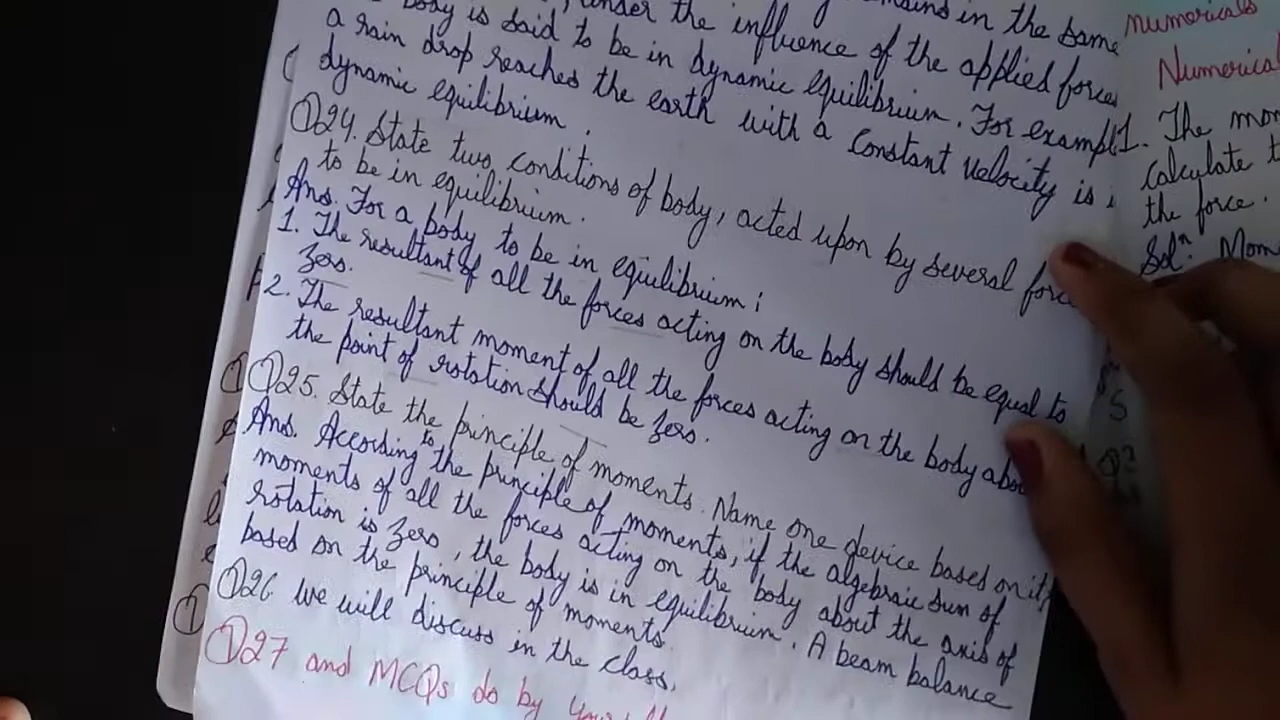 under the influence of the applied forces
body is said to be in dynamic equilibrium. For exampl
a rain drop reaches the earth with a constant velocity is i
dynamic equilibrium.
Q24. State two conditions of body, acted upon by several force
to be in equilibrium.
Ans. For a body to be in equilibrium;
1. The resultant of all the forces acting on the body should be equal to
zero.
2. The resultant moment of all the forces acting on the body abou
the point of rotation should be zero.
Q25. State the principle of moments. Name one device based on it?
Ans. According to the principle of moments, if the algebraic sum of
moments of all the forces acting on the body about the axis of
rotation is zero, the body is in equilibrium. A beam balance
based on the principle of moments.
Q26. We will discuss in the class.
Q27 and MCQs do by
Numericals
Numerical
1. The mom
calculate t
the force.
Solⁿ. Mom